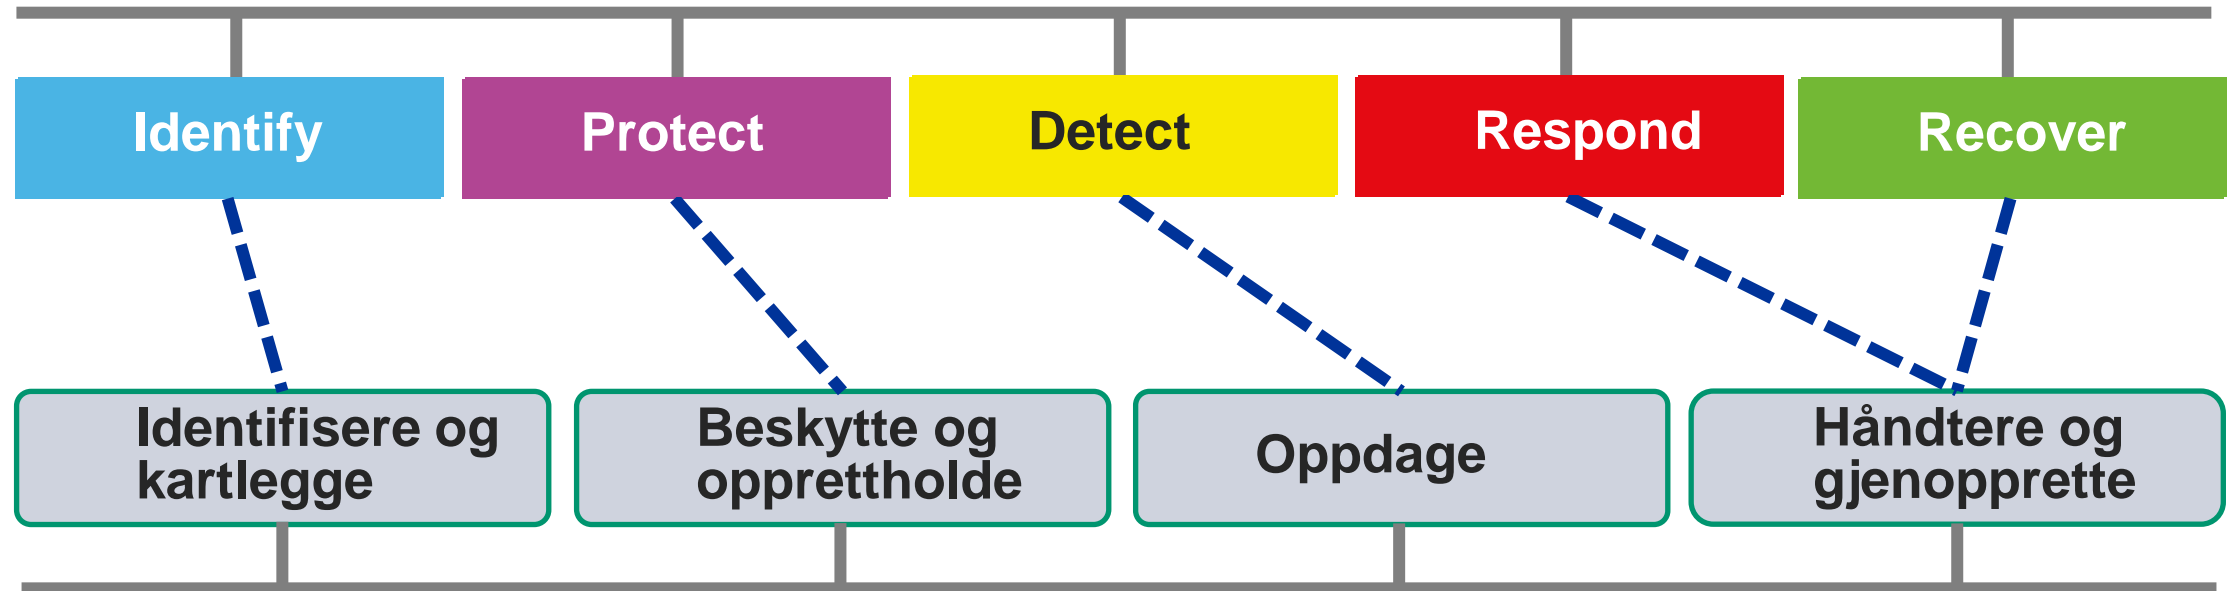 Identify
Protect
Detect
Respond
Recover
Identifisere og
kartlegge
Beskytte og
opprettholde
Oppdage
Håndtere og
gjenopprette